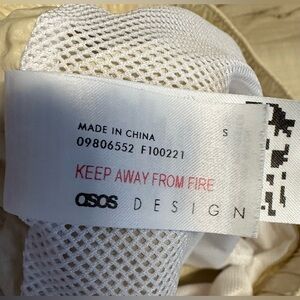 MADE IN CHINA S
09806552 F100221
KEEP AWAY FROM FIRE
asos DESIGN